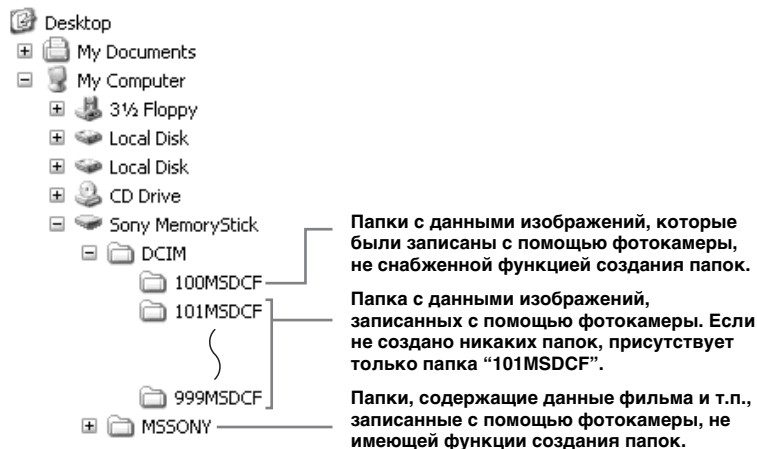 Desktop
My Documents
My Computer
3½ Floppy
Local Disk
Local Disk
CD Drive
Sony MemoryStick
DCIM
100MSDCF
101MSDCF
999MSDCF
MSSONY
Папки с данными изображений, которые
были записаны с помощью фотокамеры,
не снабженной функцией создания папок.
Папка с данными изображений,
записанных с помощью фотокамеры. Если
не создано никаких папок, присутствует
только папка “101MSDCF”.
Папки, содержащие данные фильма и т.п.,
записанные с помощью фотокамеры, не
имеющей функции создания папок.